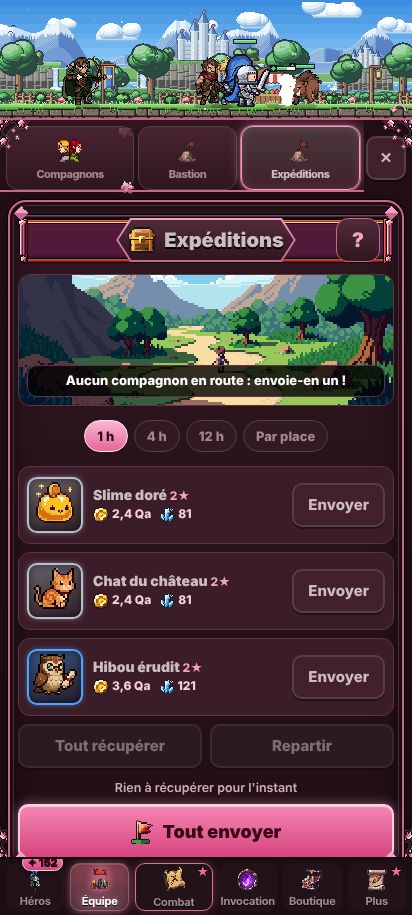 Compagnons
Bastion
Expéditions
×
Expéditions
?
Aucun compagnon en route : envoie-en un !
1 h
4 h
12 h
Par place
Slime doré 2★
2,4 Qa 81
Envoyer
Chat du château 2★
2,4 Qa 81
Envoyer
Hibou érudit 2★
3,6 Qa 121
Envoyer
Tout récupérer
Repartir
Rien à récupérer pour l'instant
Tout envoyer
Héros
Équipe
Combat
Invocation
Boutique
Plus